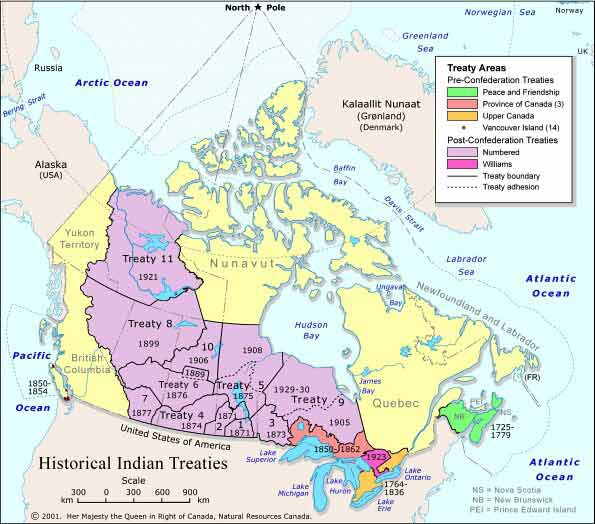 North ★ Pole
Norwegian Sea
Norway
Greenland
Sea
UK
Russia
Arctic Ocean
Bering Strait
Kalaallit Nunaat
(Grønland)
(Denmark)
Treaty Areas
Pre-Confederation Treaties
Peace and Friendship
Province of Canada (3)
Upper Canada
Vancouver Island (14)
Post-Confederation Treaties
Numbered
Williams
Treaty boundary
Treaty adhesion
Alaska
(USA)
Baffin
Bay
Davis Strait
Yukon
Territory
Treaty 11
1921
Nunavut
Labrador
Sea
Atlantic
Ocean
Ungava
Bay
Newfoundland and Labrador
Treaty 8
1899
Hudson
Bay
Pacific
Ocean
British
Columbia
1850-
1854
10
1906
1908
1889
Treaty 5
1875
1929-30
Treaty 9
1905
James
Bay
Quebec
(FR)
Treaty 6
1876
7
1877
Treaty 4
1874
2
1871
1
1871
3
1873
PEI
NB
NS
1725-
1779
United States of America
Lake
Superior
1850-1862
1923
Lake
Michigan
Lake
Huron
Lake
Ontario
1764-
1836
Lake
Erie
Atlantic
Ocean
Historical Indian Treaties
Scale
300 0 300 600 900
km km
NS = Nova Scotia
NB = New Brunswick
PEI = Prince Edward Island
© 2001. Her Majesty the Queen in Right of Canada, Natural Resources Canada.